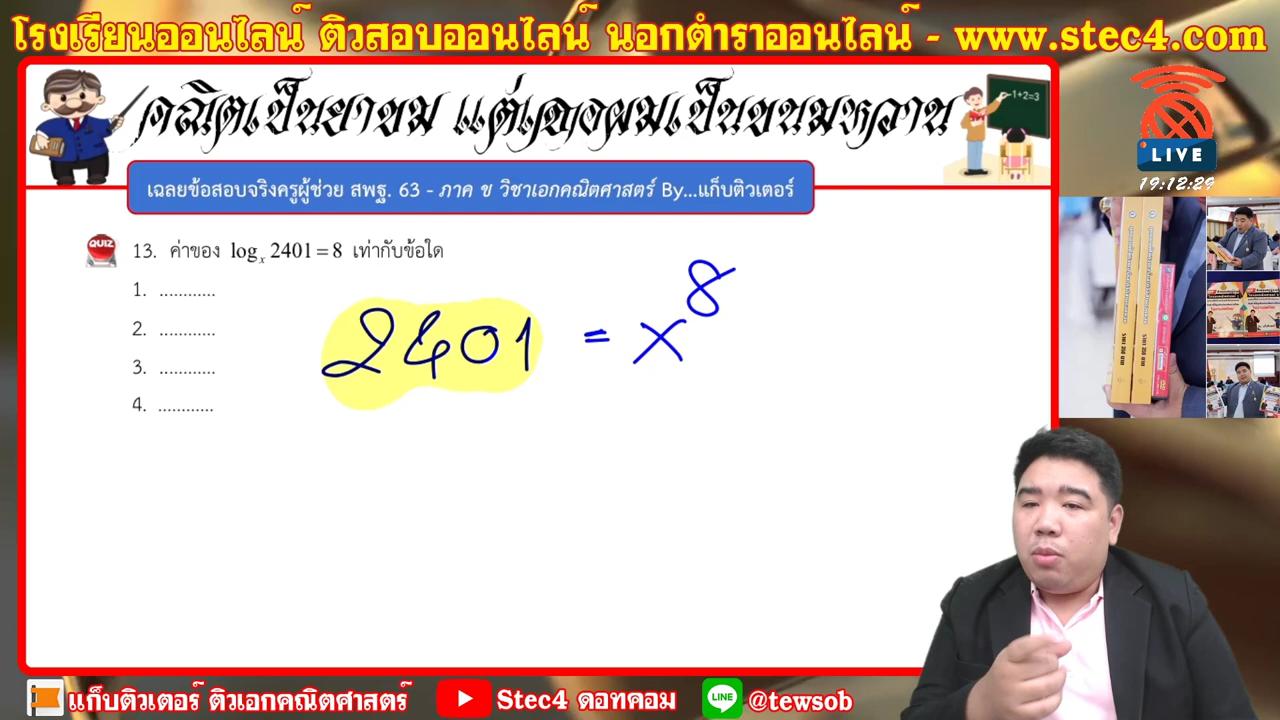 โรงเรียนออนไลน์ ติวสอบออนไลน์ นอกตำราออนไลน์ - www.stec4.com
คณิตเป็นยาขม แต่เจอผมเป็นขนมหวาน
1+2=3
LIVE
19:12:29
เฉลยข้อสอบจริงครูผู้ช่วย สพฐ. 63 - ภาค ข วิชาเอกคณิตศาสตร์ By...แก็บติวเตอร์
QUIZ
13. ค่าของ logₓ 2401 = 8 เท่ากับข้อใด
1. ............
2. ............
3. ............
4. ............
2401 = x⁸
แก็บติวเตอร์ ติวเอกคณิตศาสตร์
Stec4 ดอทคอม
LINE
@tewsob